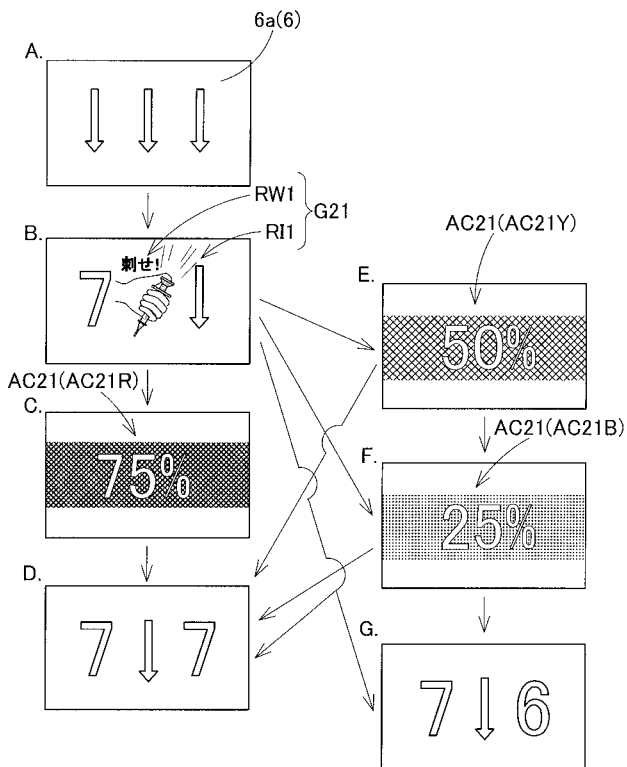 6a(6)
A.
RW1
G21
RI1
B.
刺せ!
7
AC21(AC21Y)
E.
50%
AC21(AC21R)
C.
75%
AC21(AC21B)
F.
25%
D.
7 7
G.
7 6